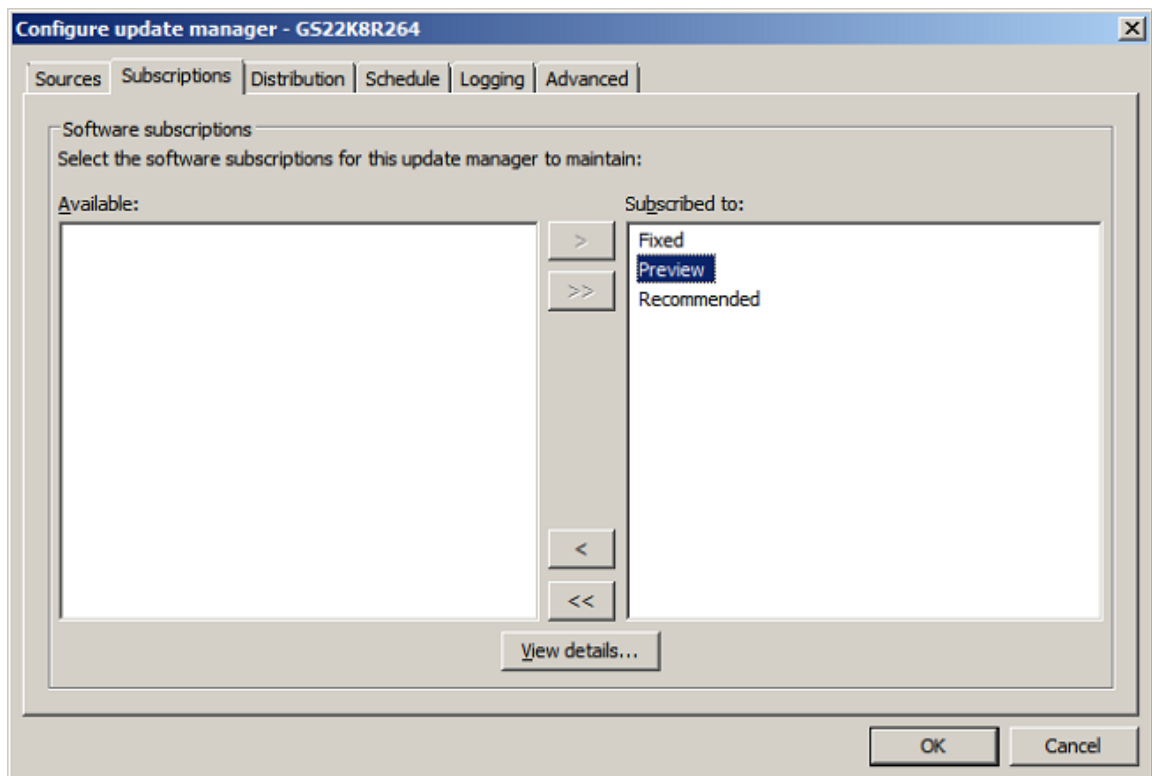 Configure update manager - GS22K8R264
Sources Subscriptions Distribution Schedule Logging Advanced
Software subscriptions
Select the software subscriptions for this update manager to maintain:
Available:
Subscribed to:
>
>>
Fixed
Preview
Recommended
<
<<
View details...
OK Cancel